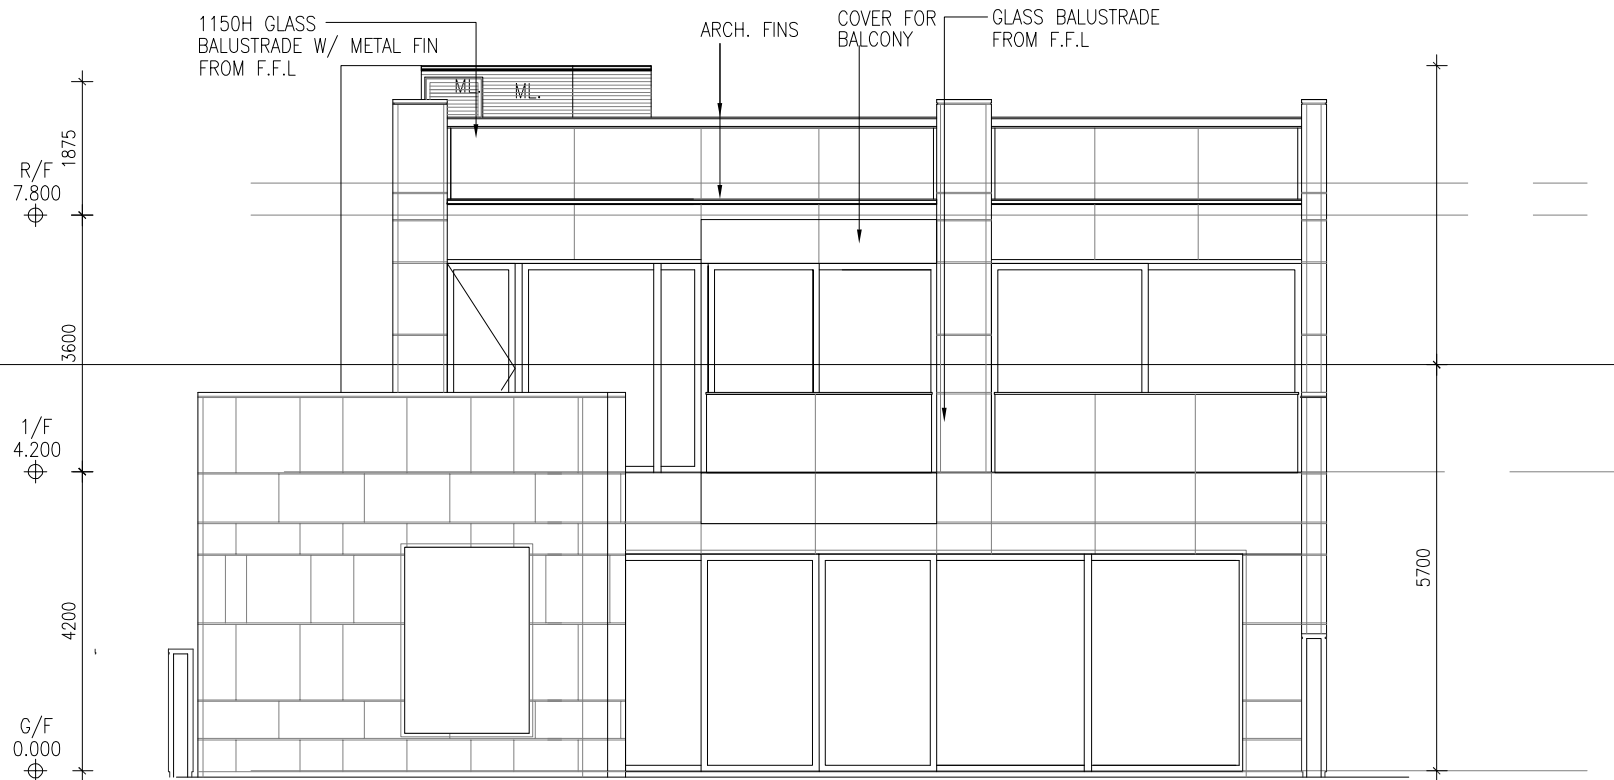 1150H GLASS
BALUSTRADE W/ METAL FIN
FROM F.F.L
ARCH. FINS
COVER FOR
BALCONY
GLASS BALUSTRADE
FROM F.F.L
ML.
ML.
1875
R/F
7.800
3600
1/F
4.200
5700
4200
G/F
0.000